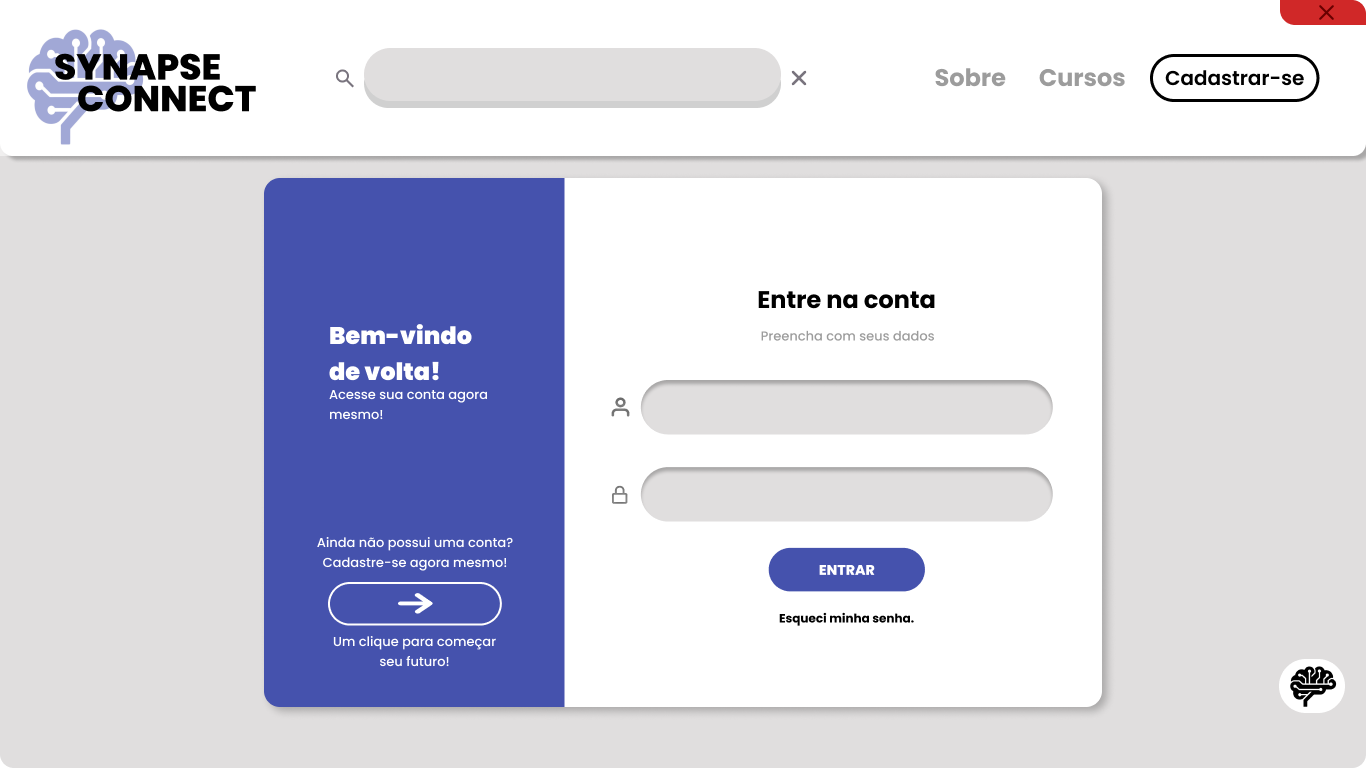 SYNAPSE
CONNECT
Sobre
Cursos
Cadastrar-se
Bem-vindo
de volta!
Acesse sua conta agora
mesmo!
Ainda não possui uma conta?
Cadastre-se agora mesmo!
Um clique para começar
seu futuro!
Entre na conta
Preencha com seus dados
ENTRAR
Esqueci minha senha.